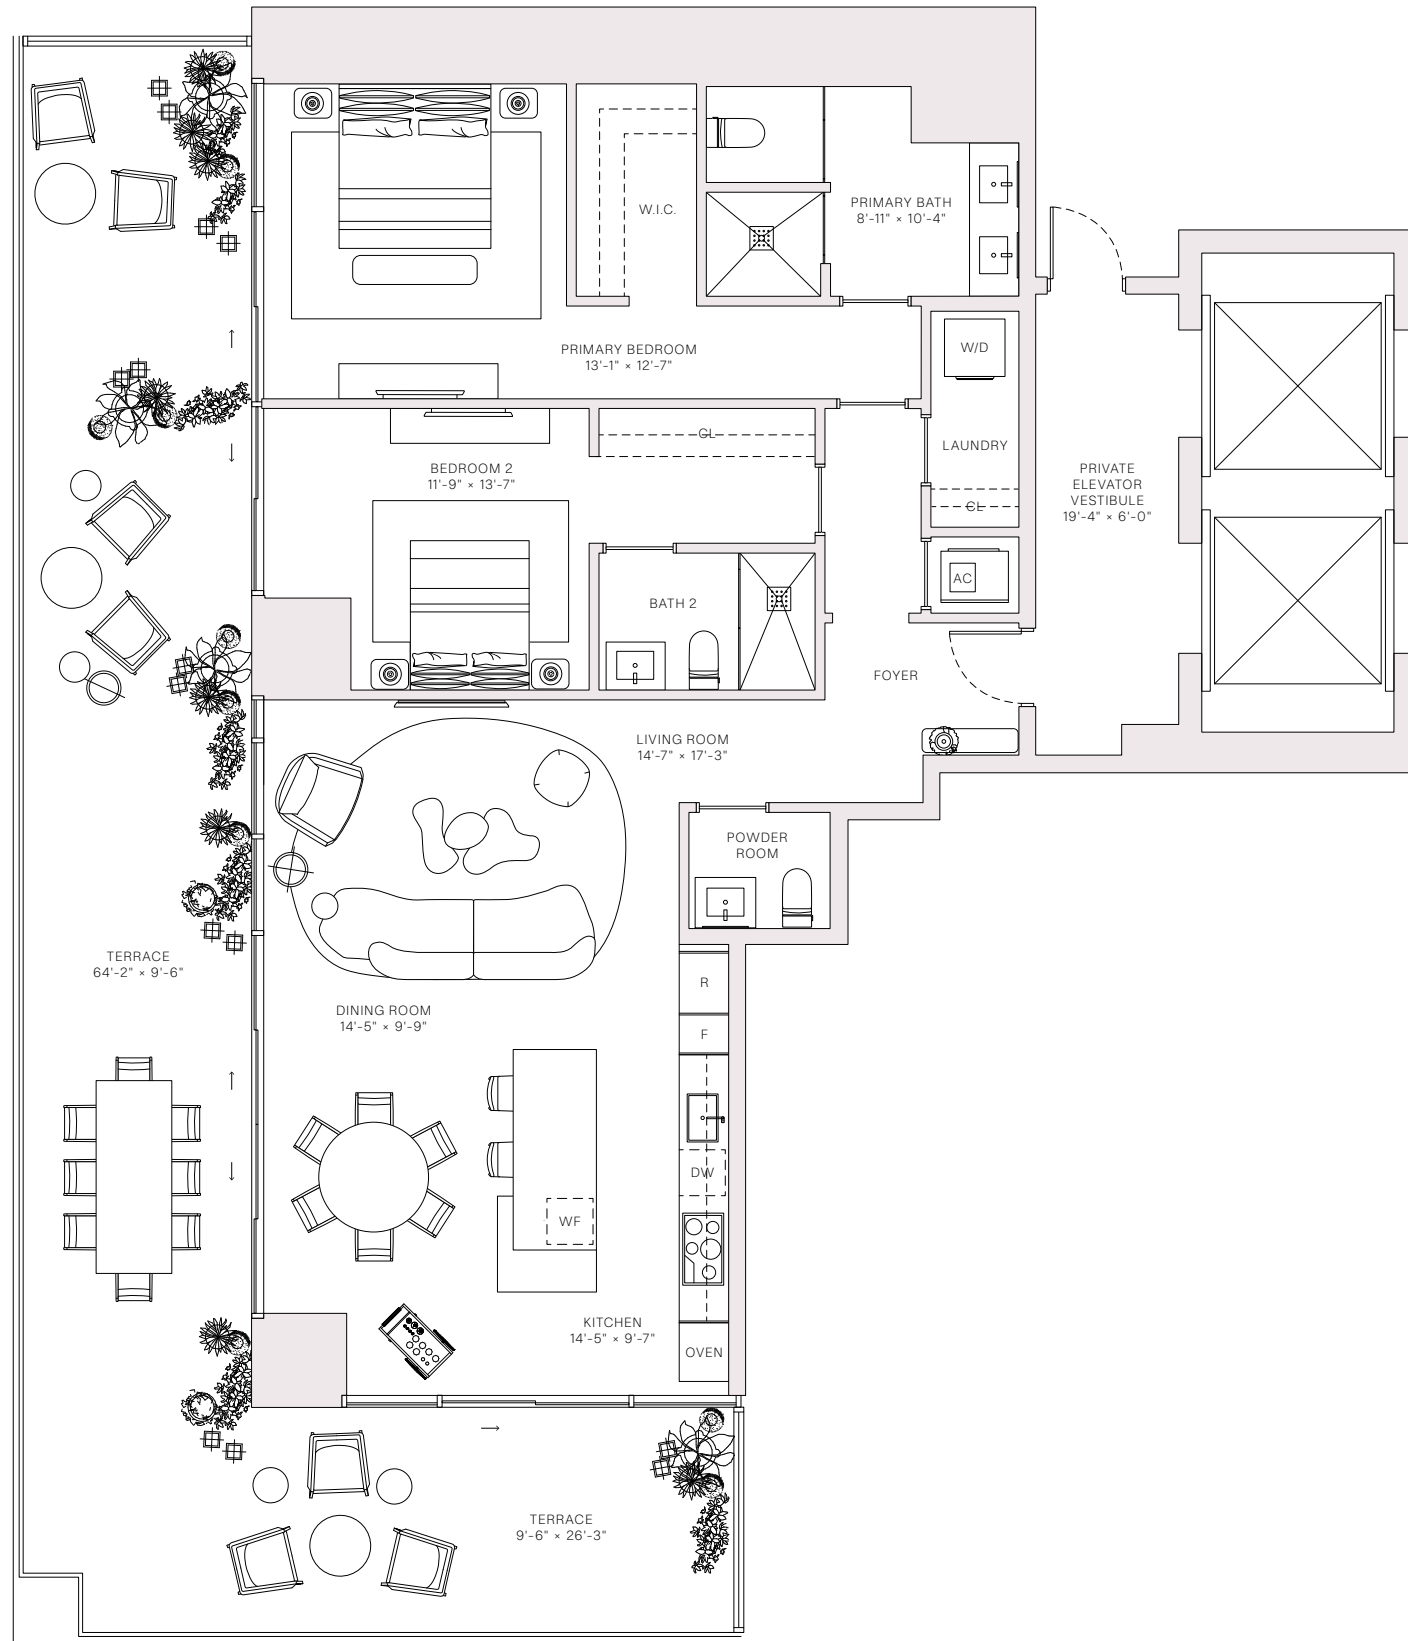 W.I.C.
PRIMARY BATH
8'-11" × 10'-4"
PRIMARY BEDROOM
13'-1" × 12'-7"
W/D
CL
LAUNDRY
BEDROOM 2
11'-9" × 13'-7"
PRIVATE
ELEVATOR
VESTIBULE
19'-4" × 6'-0"
CL
AC
BATH 2
FOYER
LIVING ROOM
14'-7" × 17'-3"
POWDER
ROOM
TERRACE
64'-2" × 9'-6"
R
DINING ROOM
14'-5" × 9'-9"
F
DW
WF
KITCHEN
14'-5" × 9'-7"
OVEN
TERRACE
9'-6" × 26'-3"